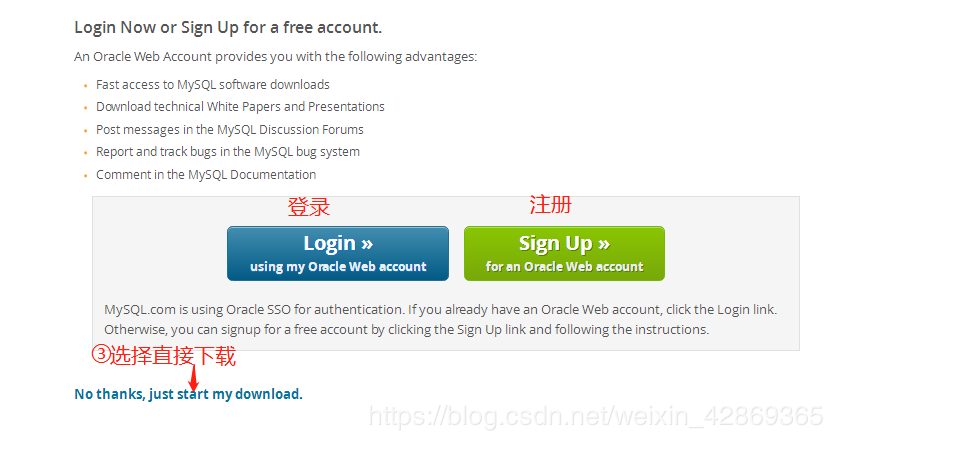 Login Now or Sign Up for a free account.
An Oracle Web Account provides you with the following advantages:
Fast access to MySQL software downloads
Download technical White Papers and Presentations
Post messages in the MySQL Discussion Forums
Report and track bugs in the MySQL bug system
Comment in the MySQL Documentation
登录 注册
Login » Sign Up »
using my Oracle Web account for an Oracle Web account
MySQL.com is using Oracle SSO for authentication. If you already have an Oracle Web account, click the Login link.
Otherwise, you can signup for a free account by clicking the Sign Up link and following the instructions.
③选择直接下载
No thanks, just start my download.
https://blog.csdn.net/weixin_42869365